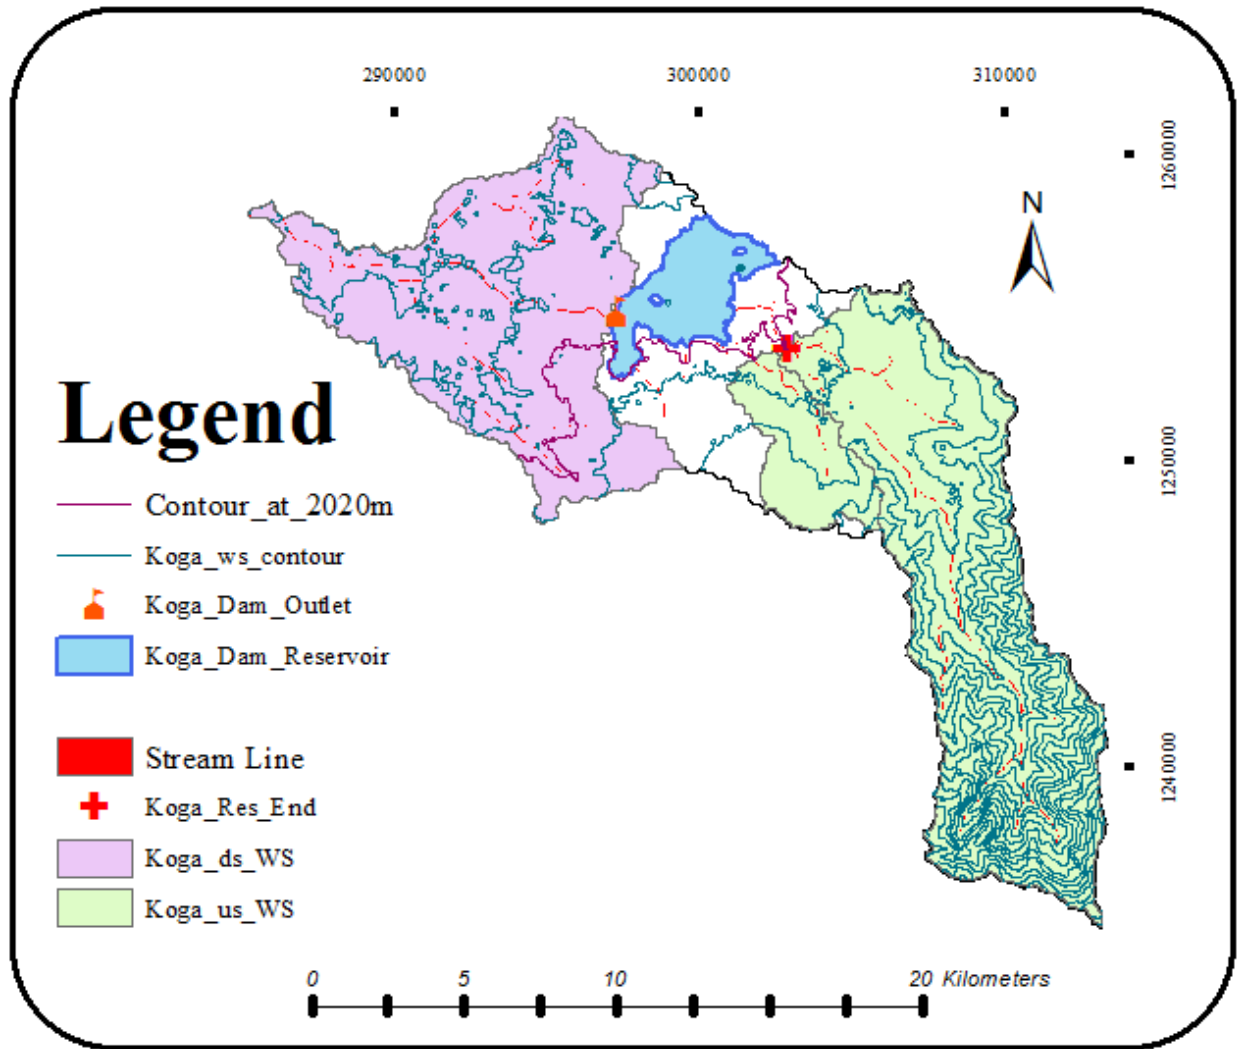 290000 300000 310000
1260000
N
1250000
1240000
Legend
Contour_at_2020m
Koga_ws_contour
Koga_Dam_Outlet
Koga_Dam_Reservoir
Stream Line
Koga_Res_End
Koga_ds_WS
Koga_us_WS
0 5 10 20 Kilometers